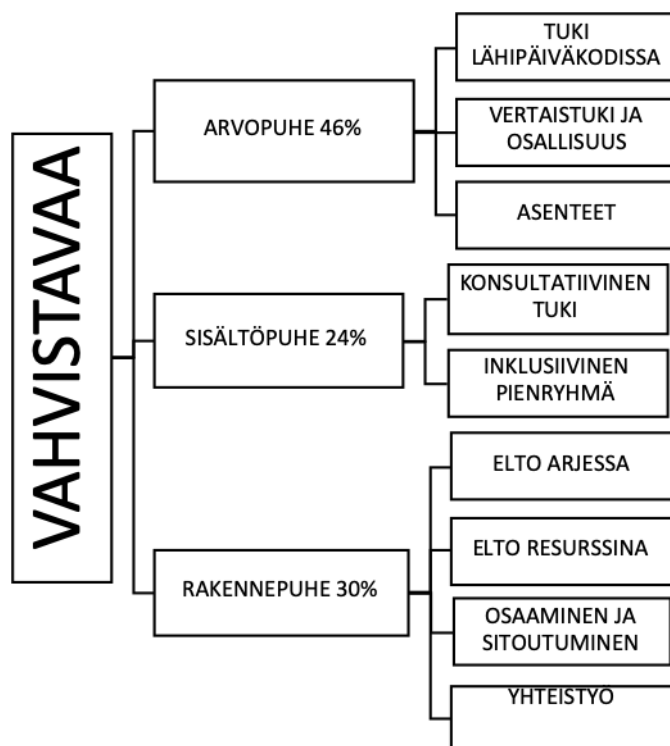 VAHVISTAVAA
ARVOPUHE 46%
TUKI
LÄHIPÄIVÄKODISSA
VERTAISTUKI JA
OSALLISUUS
ASENTEET
SISÄLTÖPUHE 24%
KONSULTATIIVINEN
TUKI
INKLUSIIVINEN
PIENRYHMÄ
RAKENNEPUHE 30%
ELTO ARJESSA
ELTO RESURSSINA
OSAAMINEN JA
SITOUTUMINEN
YHTEISTYÖ